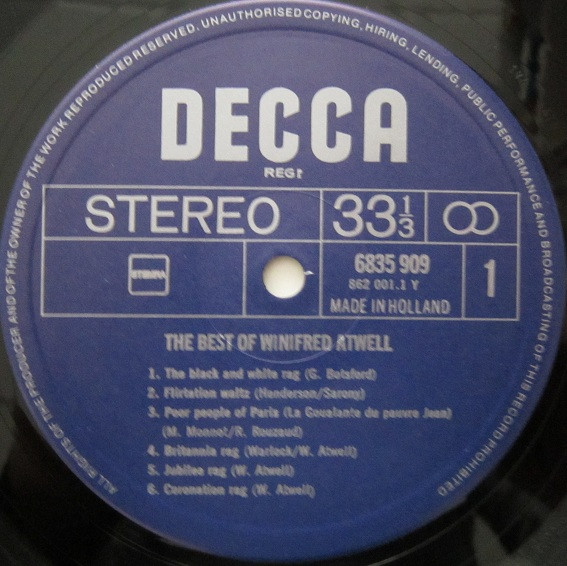 ALL RIGHTS OF THE PRODUCER AND OF THE OWNER OF THE WORK REPRODUCED RESERVED. UNAUTHORISED COPYING, HIRING, LENDING, PUBLIC PERFORMANCE AND BROADCASTING OF THIS RECORD PROHIBITED
DECCA
REGt
STEREO
33 1/3
6835 909
862 001.1 Y
MADE IN HOLLAND
1
STEMRA
THE BEST OF WINIFRED ATWELL
1. The black and white rag (G. Botsford)
2. Flirtation waltz (Henderson/Sarony)
3. Poor people of Paris (La Goualante de pauvre Jean)
(M. Monnot/R. Rouzaud)
4. Britannia rag (Warlock/W. Atwell)
5. Jubilee rag (W. Atwell)
6. Coronation rag (W. Atwell)